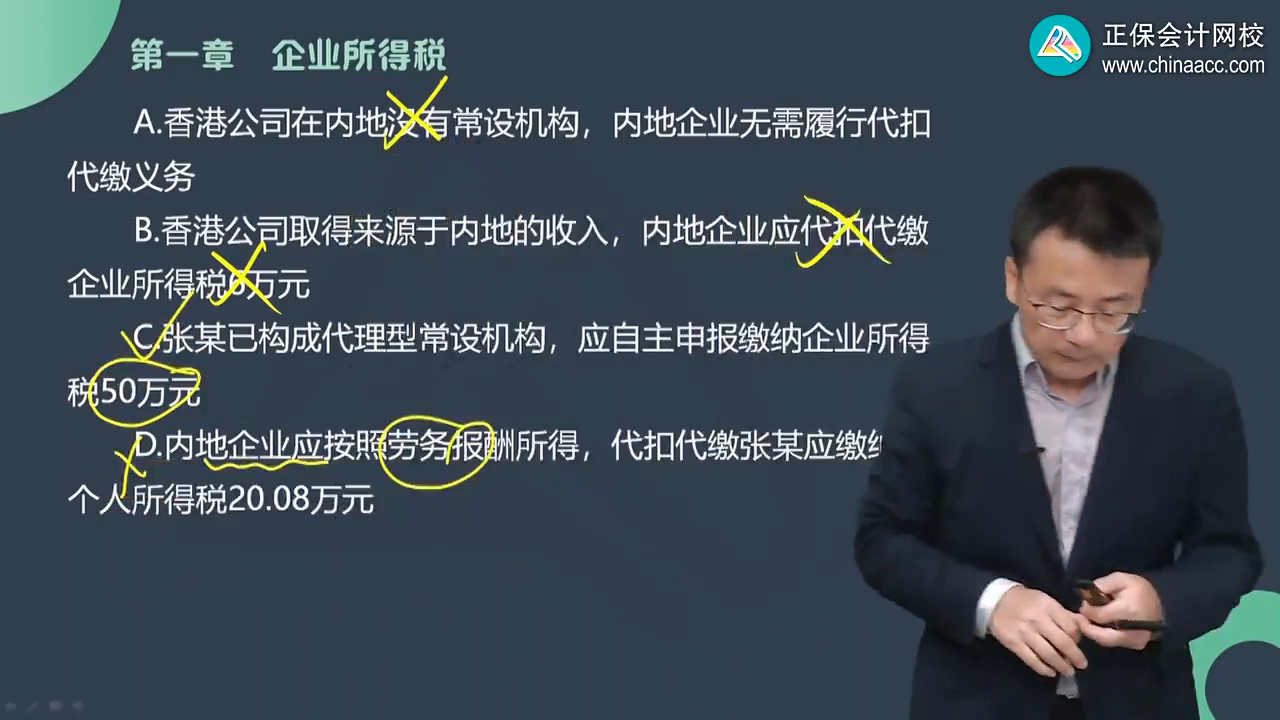 第一章 企业所得税
正保会计网校
www.chinaacc.com
A.香港公司在内地没有常设机构，内地企业无需履行代扣
代缴义务
B.香港公司取得来源于内地的收入，内地企业应代扣代缴
企业所得税6万元
C.张某已构成代理型常设机构，应自主申报缴纳企业所得
税50万元
D.内地企业应按照劳务报酬所得，代扣代缴张某应缴
个人所得税20.08万元